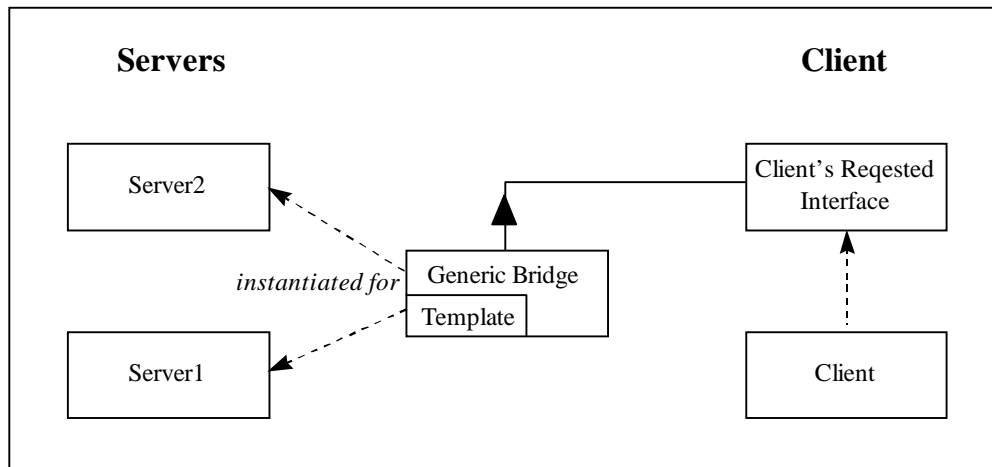 Servers
Client
Server2
Client’s Reqested
Interface
Generic Bridge
instantiated for
Template
Server1
Client